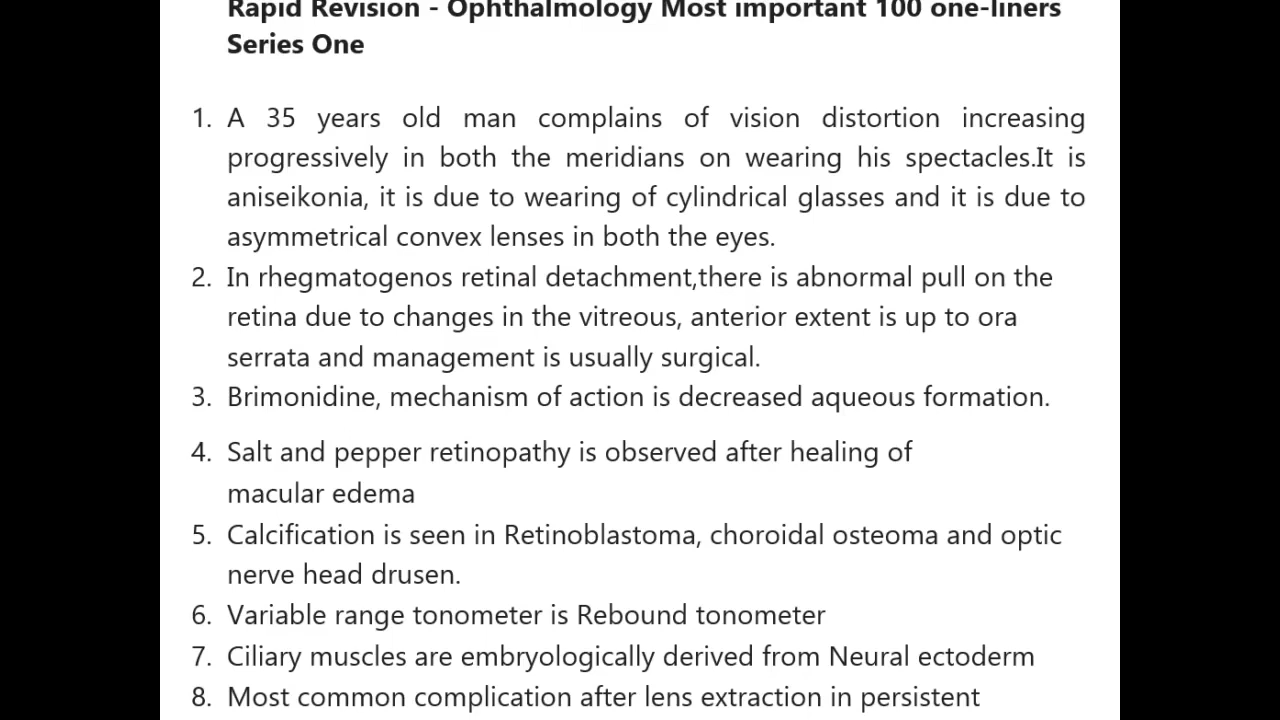 Rapid Revision - Ophthalmology Most important 100 one-liners
Series One
1. A 35 years old man complains of vision distortion increasing
progressively in both the meridians on wearing his spectacles.It is
aniseikonia, it is due to wearing of cylindrical glasses and it is due to
asymmetrical convex lenses in both the eyes.
2. In rhegmatogenos retinal detachment,there is abnormal pull on the
retina due to changes in the vitreous, anterior extent is up to ora
serrata and management is usually surgical.
3. Brimonidine, mechanism of action is decreased aqueous formation.
4. Salt and pepper retinopathy is observed after healing of
macular edema
5. Calcification is seen in Retinoblastoma, choroidal osteoma and optic
nerve head drusen.
6. Variable range tonometer is Rebound tonometer
7. Ciliary muscles are embryologically derived from Neural ectoderm
8. Most common complication after lens extraction in persistent